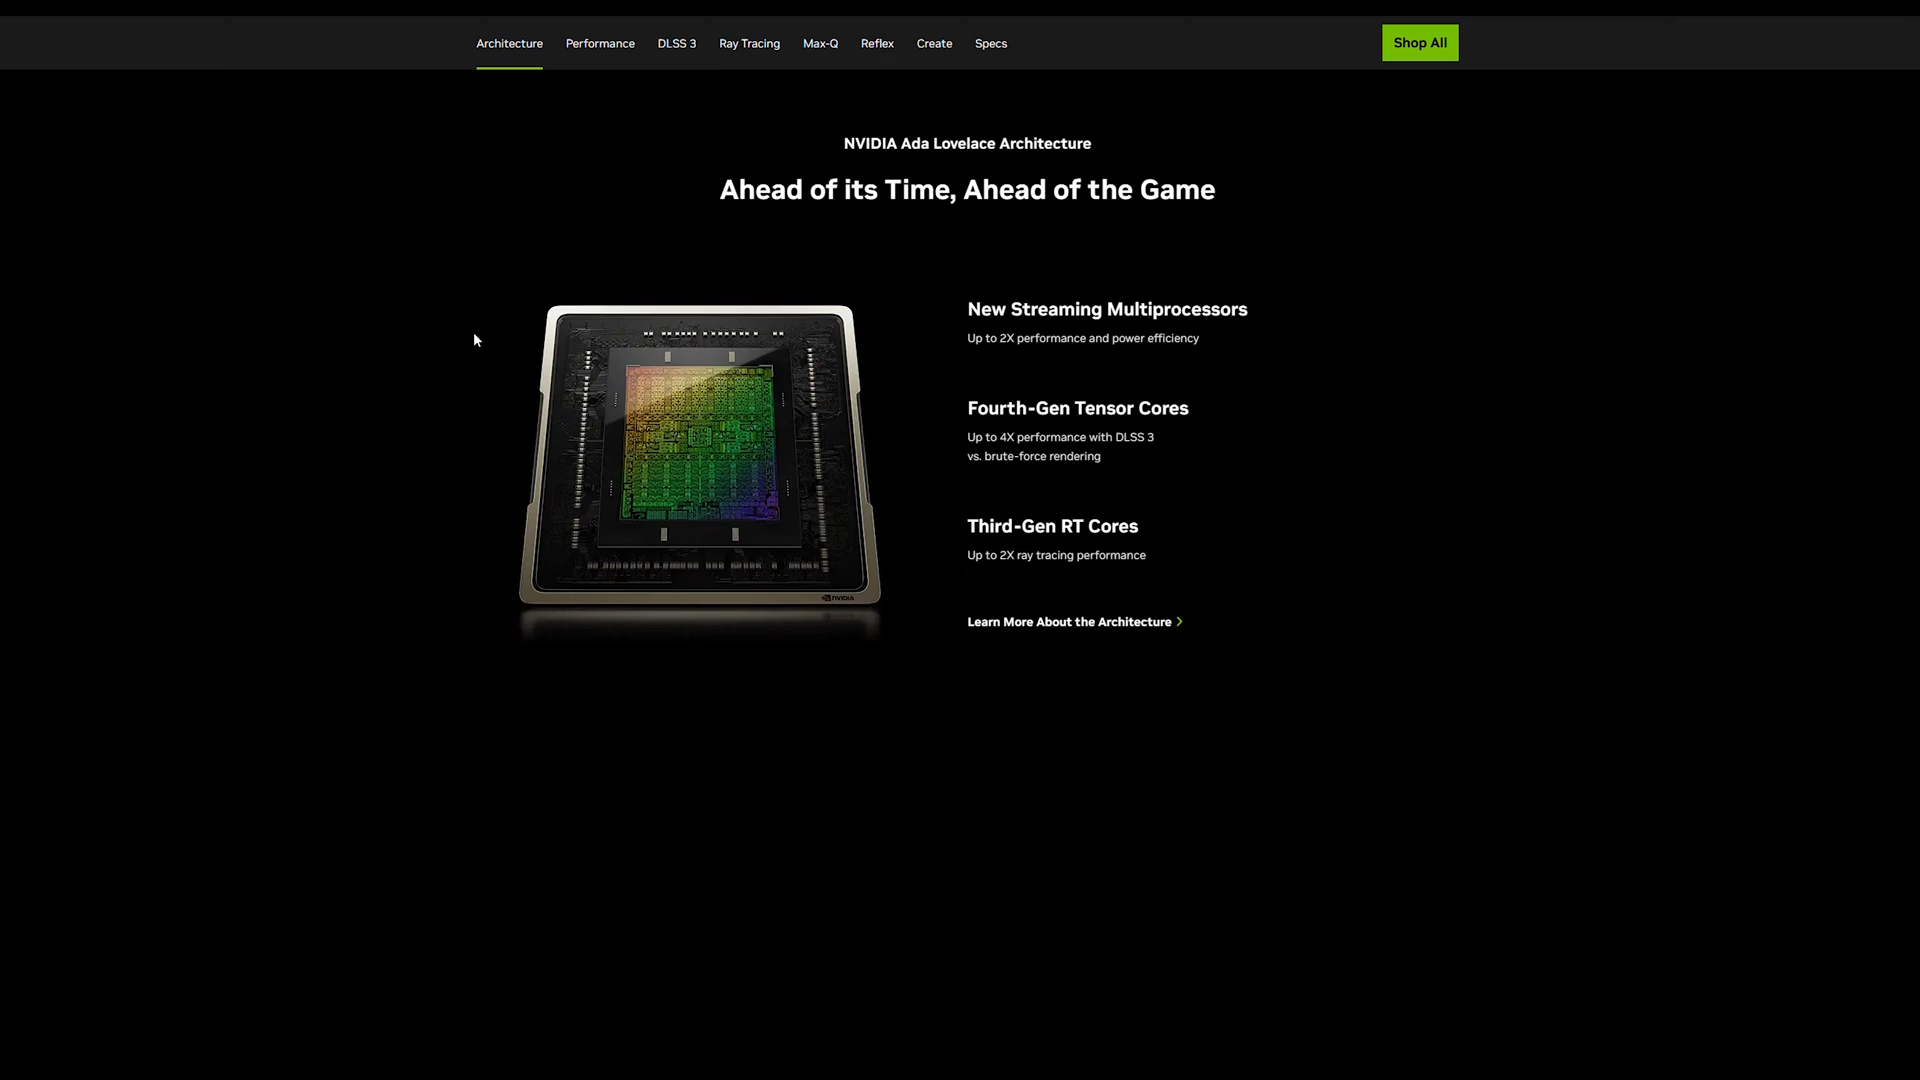 Architecture Performance DLSS 3 Ray Tracing Max-Q Reflex Create Specs Shop All
NVIDIA Ada Lovelace Architecture
Ahead of its Time, Ahead of the Game
New Streaming Multiprocessors
Up to 2X performance and power efficiency
Fourth-Gen Tensor Cores
Up to 4X performance with DLSS 3
vs. brute-force rendering
Third-Gen RT Cores
Up to 2X ray tracing performance
NVIDIA
Learn More About the Architecture